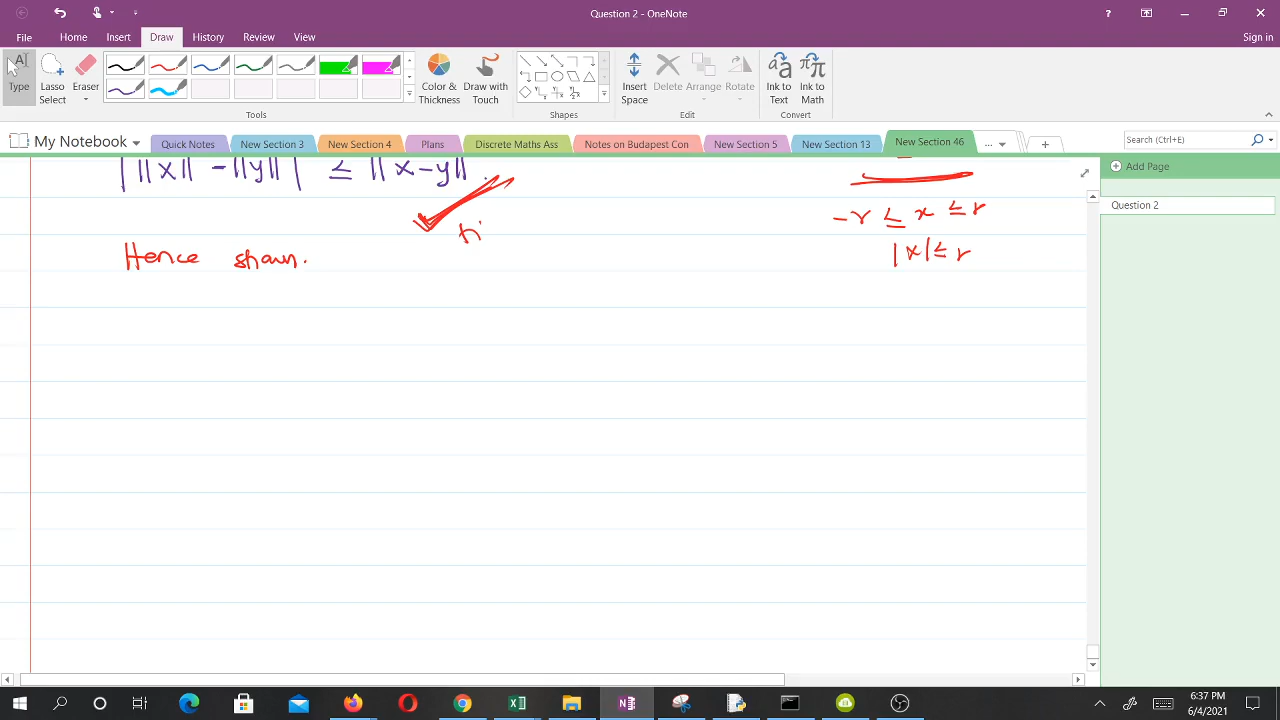 Question 2 - OneNote
File Home Insert Draw History Review View Sign in
Type
Lasso Select
Eraser
Color & Thickness
Draw with Touch
Insert Space
Delete
Arrange
Rotate
Ink to Text
Ink to Math
Tools Shapes Edit Convert
My Notebook Quick Notes New Section 3 New Section 4 Plans Discrete Maths Ass Notes on Budapest Con New Section 5 New Section 13 New Section 46 ... Search (Ctrl+E)
Add Page
Question 2
| ||x|| - ||y|| | ≤ ||x-y|| .
-r ≤ x ≤ r
Hence shown.
|x| ≤ r
6:37 PM
6/4/2021